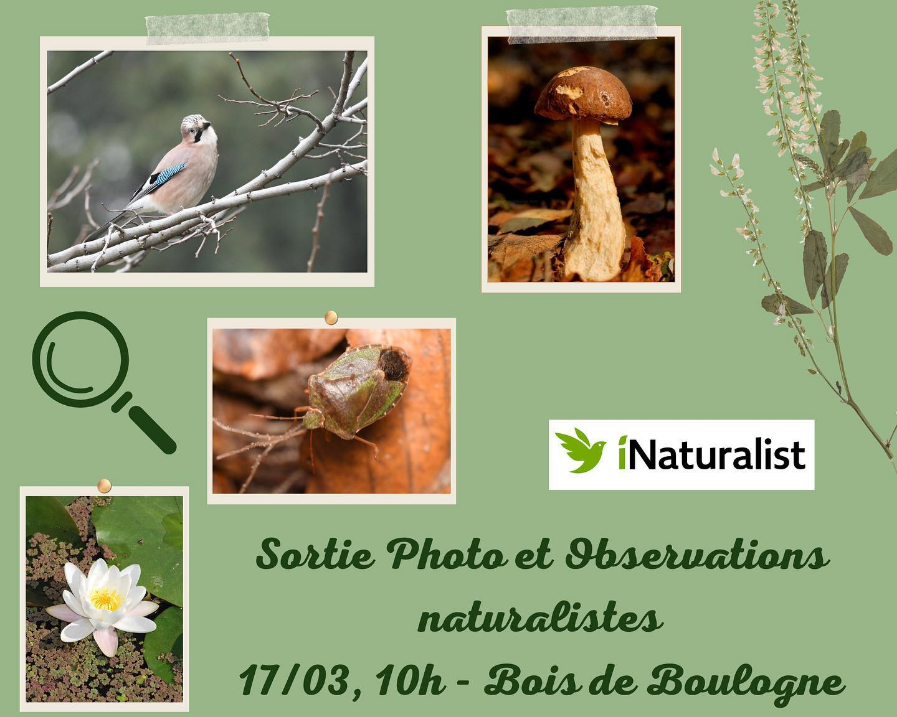 iNaturalist
Sortie Photo et Observations
naturalistes
17/03, 10h - Bois de Boulogne